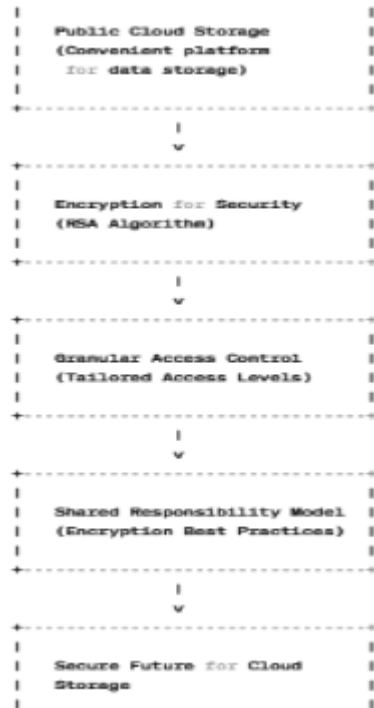 Public Cloud Storage
(Convenient platform
for data storage)
Encryption for Security
(RSA Algorithm)
Granular Access Control
(Tailored Access Levels)
Shared Responsibility Model
(Encryption Best Practices)
Secure Future for Cloud
Storage